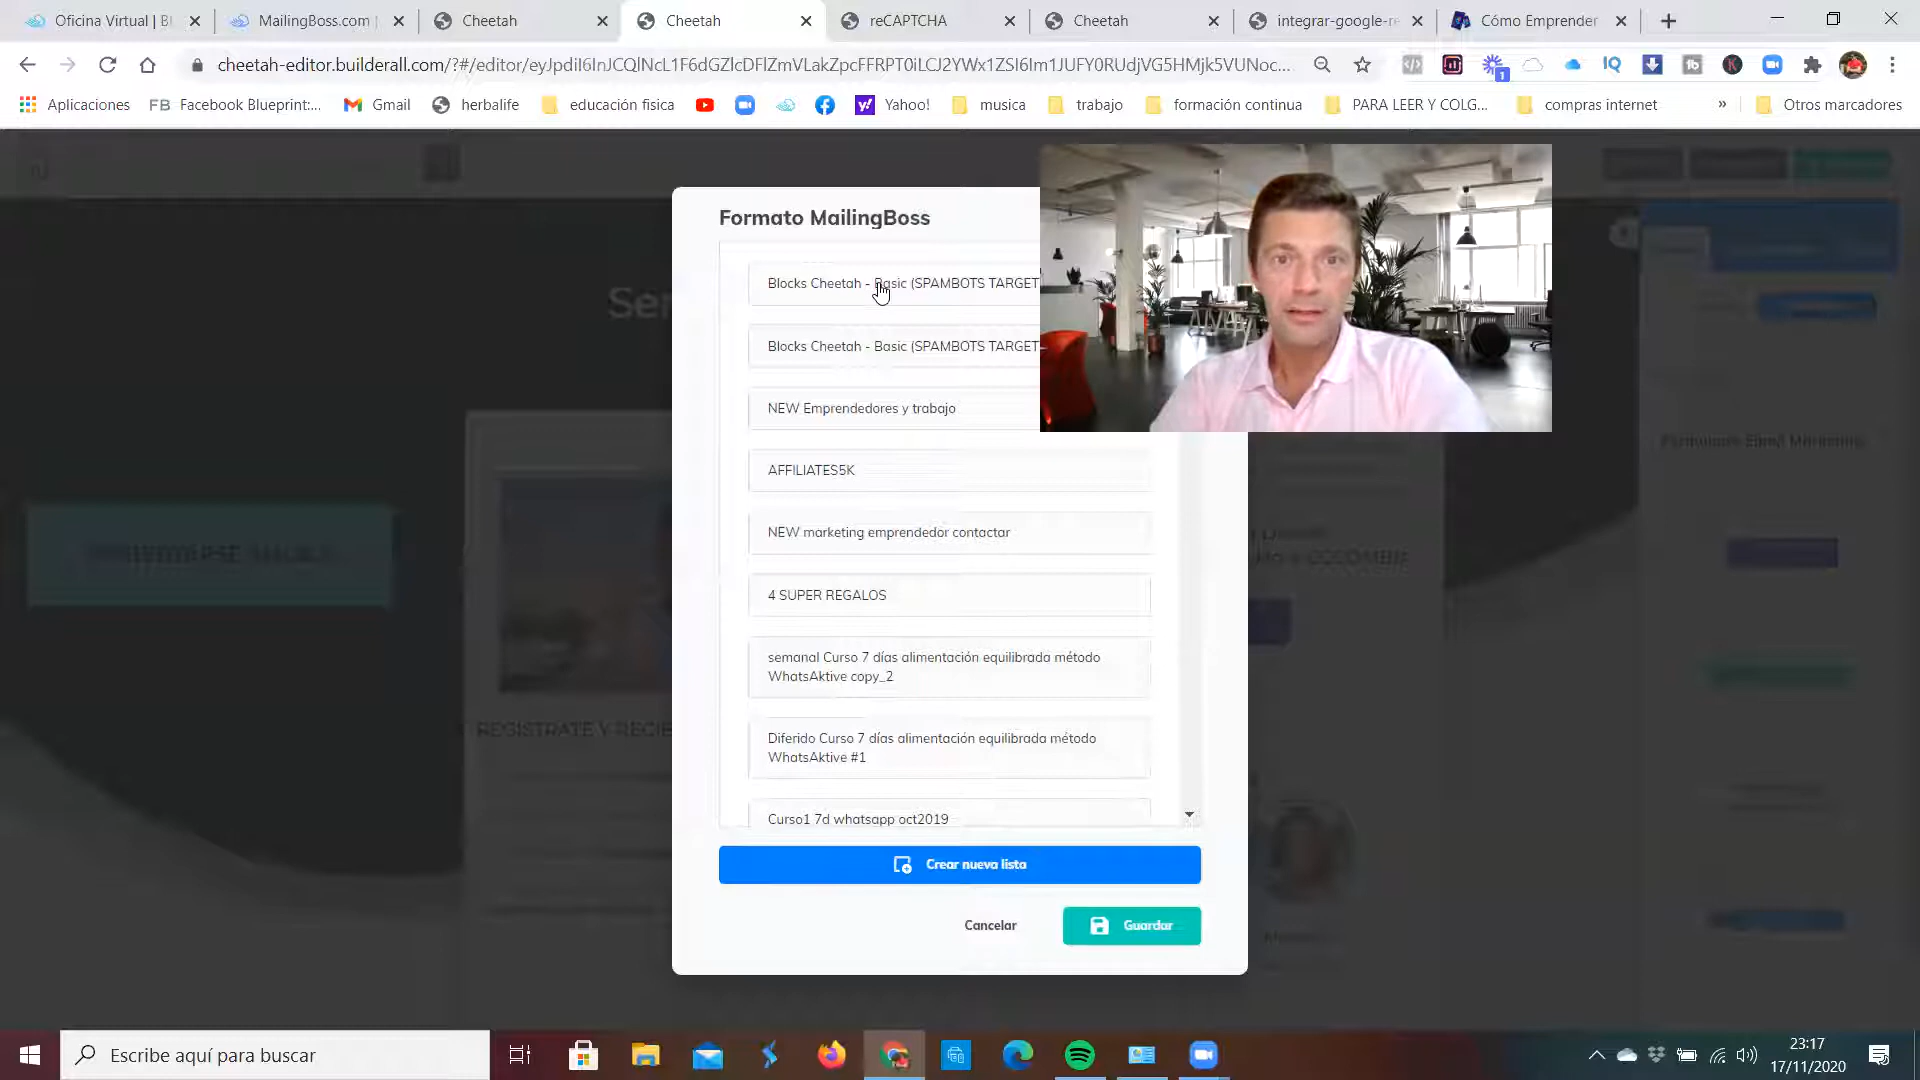 Oficina Virtual | B
MailingBoss.com |
Cheetah
Cheetah
reCAPTCHA
Cheetah
integrar-google-re
Cómo Emprender
cheetah-editor.builderall.com/?#/editor/eyJpdiI6InJCQlNcL1F6dGZlcDFlZmVLakZpcFFRPT0iLCJ2YWx1ZSI6Im1JUFY0RUdjVG5HMjk5VUNoc...
Aplicaciones
FB Facebook Blueprint:...
Gmail
herbalife
educación fisica
Yahoo!
musica
trabajo
formación continua
PARA LEER Y COLG...
compras internet
»
Otros marcadores
Formato MailingBoss
Blocks Cheetah - Basic (SPAMBOTS TARGET
Blocks Cheetah - Basic (SPAMBOTS TARGET
NEW Emprendedores y trabajo
AFFILIATES5K
NEW marketing emprendedor contactar
4 SUPER REGALOS
semanal Curso 7 días alimentación equilibrada método
WhatsAktive copy_2
Diferido Curso 7 días alimentación equilibrada método
WhatsAktive #1
Curso1 7d whatsapp oct2019
Crear nueva lista
Cancelar
Guardar
REGISTRATE Y RECIE
Formulario Email Marketing
Escribe aquí para buscar
23:17
17/11/2020